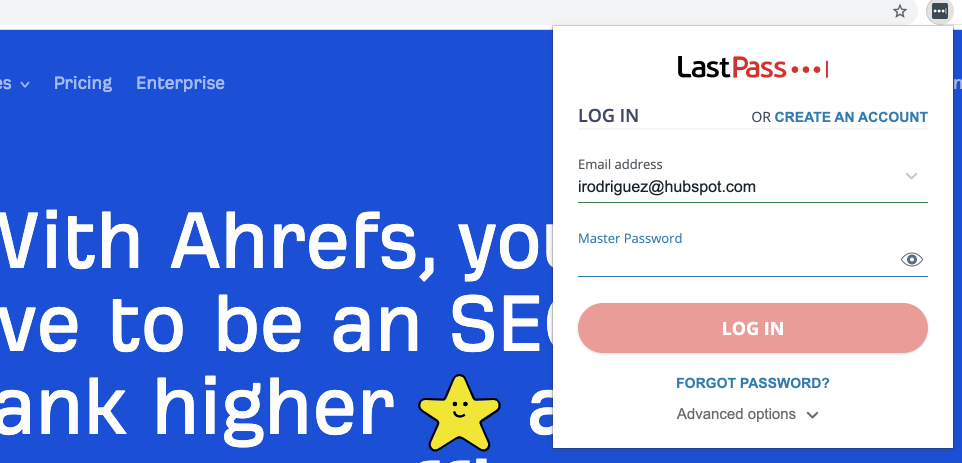 es Pricing Enterprise
With Ahrefs, you
ve to be an SEO
ank higher a
LastPass
LOG IN
OR CREATE AN ACCOUNT
Email address
irodriguez@hubspot.com
Master Password
LOG IN
FORGOT PASSWORD?
Advanced options